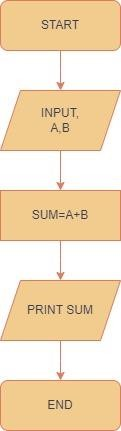 START
INPUT,
A,B
SUM=A+B
PRINT SUM
END